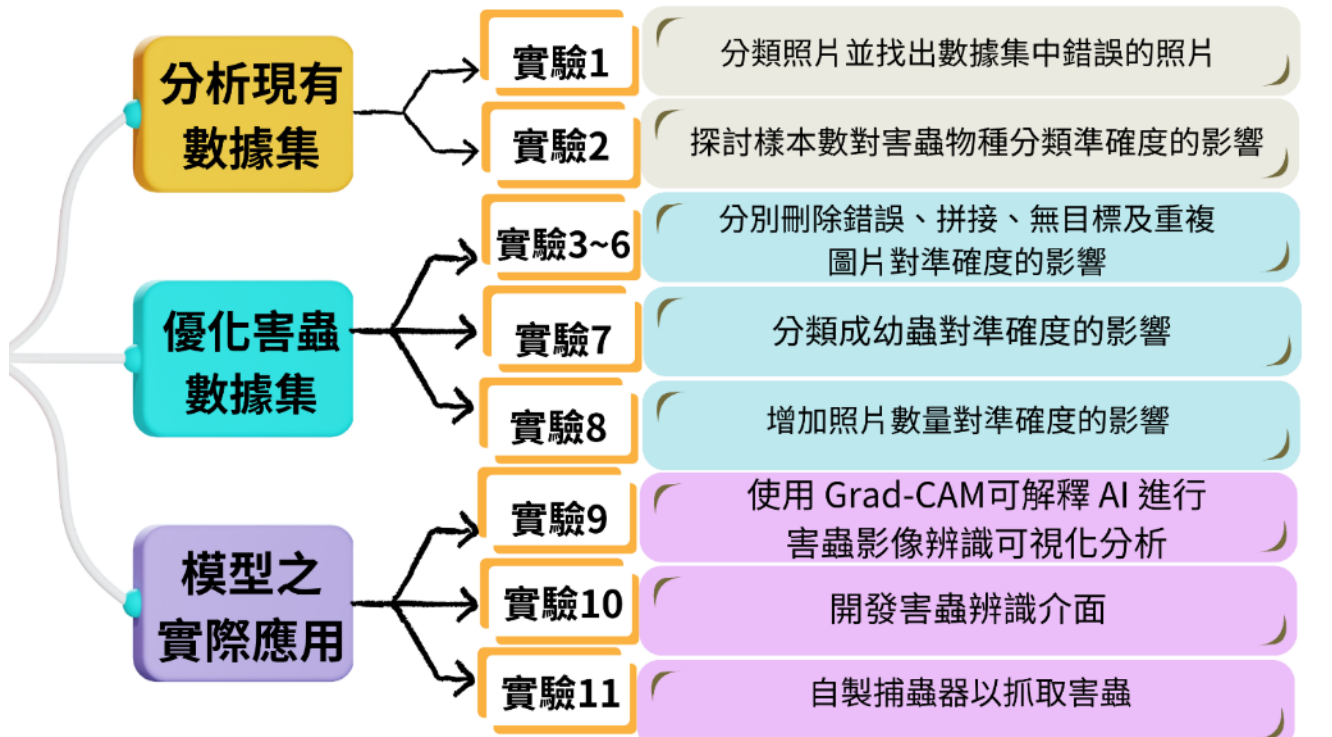 分析現有
數據集
實驗1
分類照片並找出數據集中錯誤的照片
實驗2
探討樣本數對害蟲物種分類準確度的影響
優化害蟲
數據集
實驗3~6
分別刪除錯誤、拼接、無目標及重複
圖片對準確度的影響
實驗7
分類成幼蟲對準確度的影響
實驗8
增加照片數量對準確度的影響
模型之
實際應用
實驗9
使用 Grad-CAM可解釋 AI 進行
害蟲影像辨識可視化分析
實驗10
開發害蟲辨識介面
實驗11
自製捕蟲器以抓取害蟲